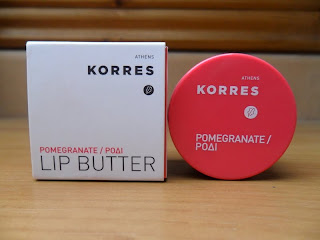 ATHENS
KORRES
POMEGRANATE / ΡΟΔΙ
LIP BUTTER
ATHENS
KORRES
POMEGRANATE /
ΡΟΔΙ